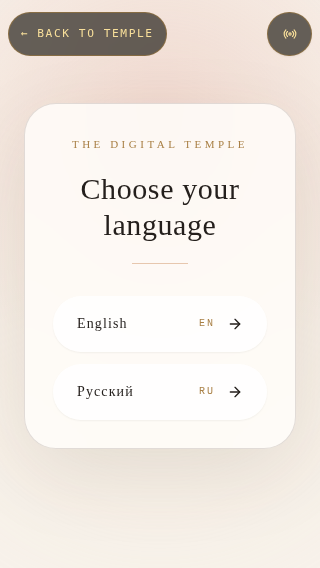 ← BACK TO TEMPLE
THE DIGITAL TEMPLE
Choose your
language
English EN →
Русский RU →